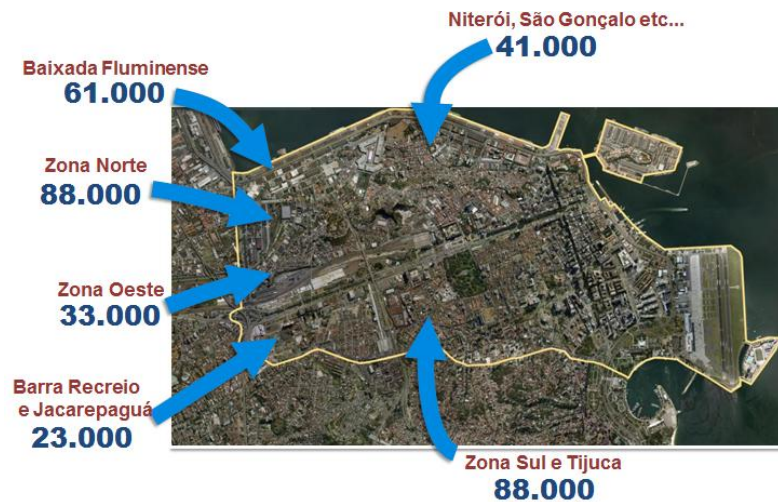 Niterói, São Gonçalo etc...
41.000
Baixada Fluminense
61.000
Zona Norte
88.000
Zona Oeste
33.000
Barra Recreio
e Jacarepaguá
23.000
Zona Sul e Tijuca
88.000